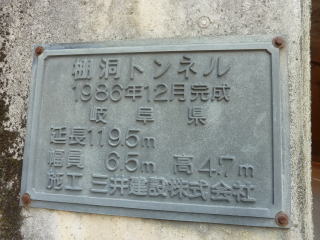 棚洞トンネル
1986年12月完成
岐阜県
延長119.5m
幅員 6.5m 高4.7m
施工 三井建設株式会社